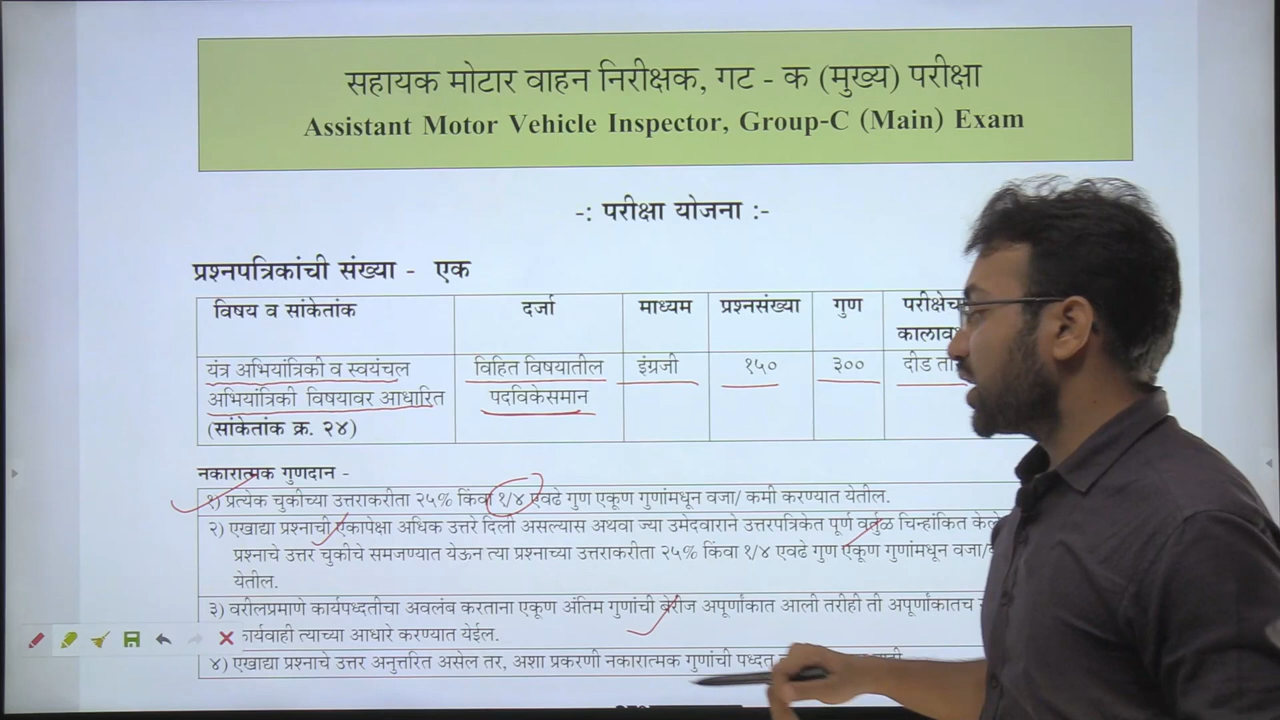 सहायक मोटार वाहन निरीक्षक, गट - क (मुख्य) परीक्षा
Assistant Motor Vehicle Inspector, Group-C (Main) Exam
-: परीक्षा योजना :-
प्रश्नपत्रिकांची संख्या - एक
विषय व सांकेतांक दर्जा माध्यम प्रश्नसंख्या गुण
यंत्र अभियांत्रिकी व स्वयंचल अभियांत्रिकी विषयावर आधारित (सांकेतांक क्र. २४) विहित विषयातील पदविकेसमान इंग्रजी १५० ३०० दीड
नकारात्मक गुणदान -
१) प्रत्येक चुकीच्या उत्तराकरीता २५% किंवा १/४ एवढे गुण एकूण गुणांमधून वजा/ कमी करण्यात येतील.
२) एखाद्या प्रश्नाची एकापेक्षा अधिक उत्तरे दिली असल्यास अथवा ज्या उमेदवाराने उत्तरपत्रिकेत पूर्ण वर्तुळ चिन्हांकित
प्रश्नाचे उत्तर चुकीचे समजण्यात येऊन त्या प्रश्नाच्या उत्तराकरीता २५% किंवा १/४ एवढे गुण एकूण गुणांमधून वजा/
येतील.
३) वरीलप्रमाणे कार्यपध्दतीचा अवलंब करताना एकूण अंतिम गुणांची बेरीज अपूर्णांकात आली तरीही ती अपूर्णांकातच
त्याच्या आधारे करण्यात येईल.
४) एखाद्या प्रश्नाचे उत्तर अनुत्तरित असेल तर, अशा प्रकरणी नकारात्मक गुणांची